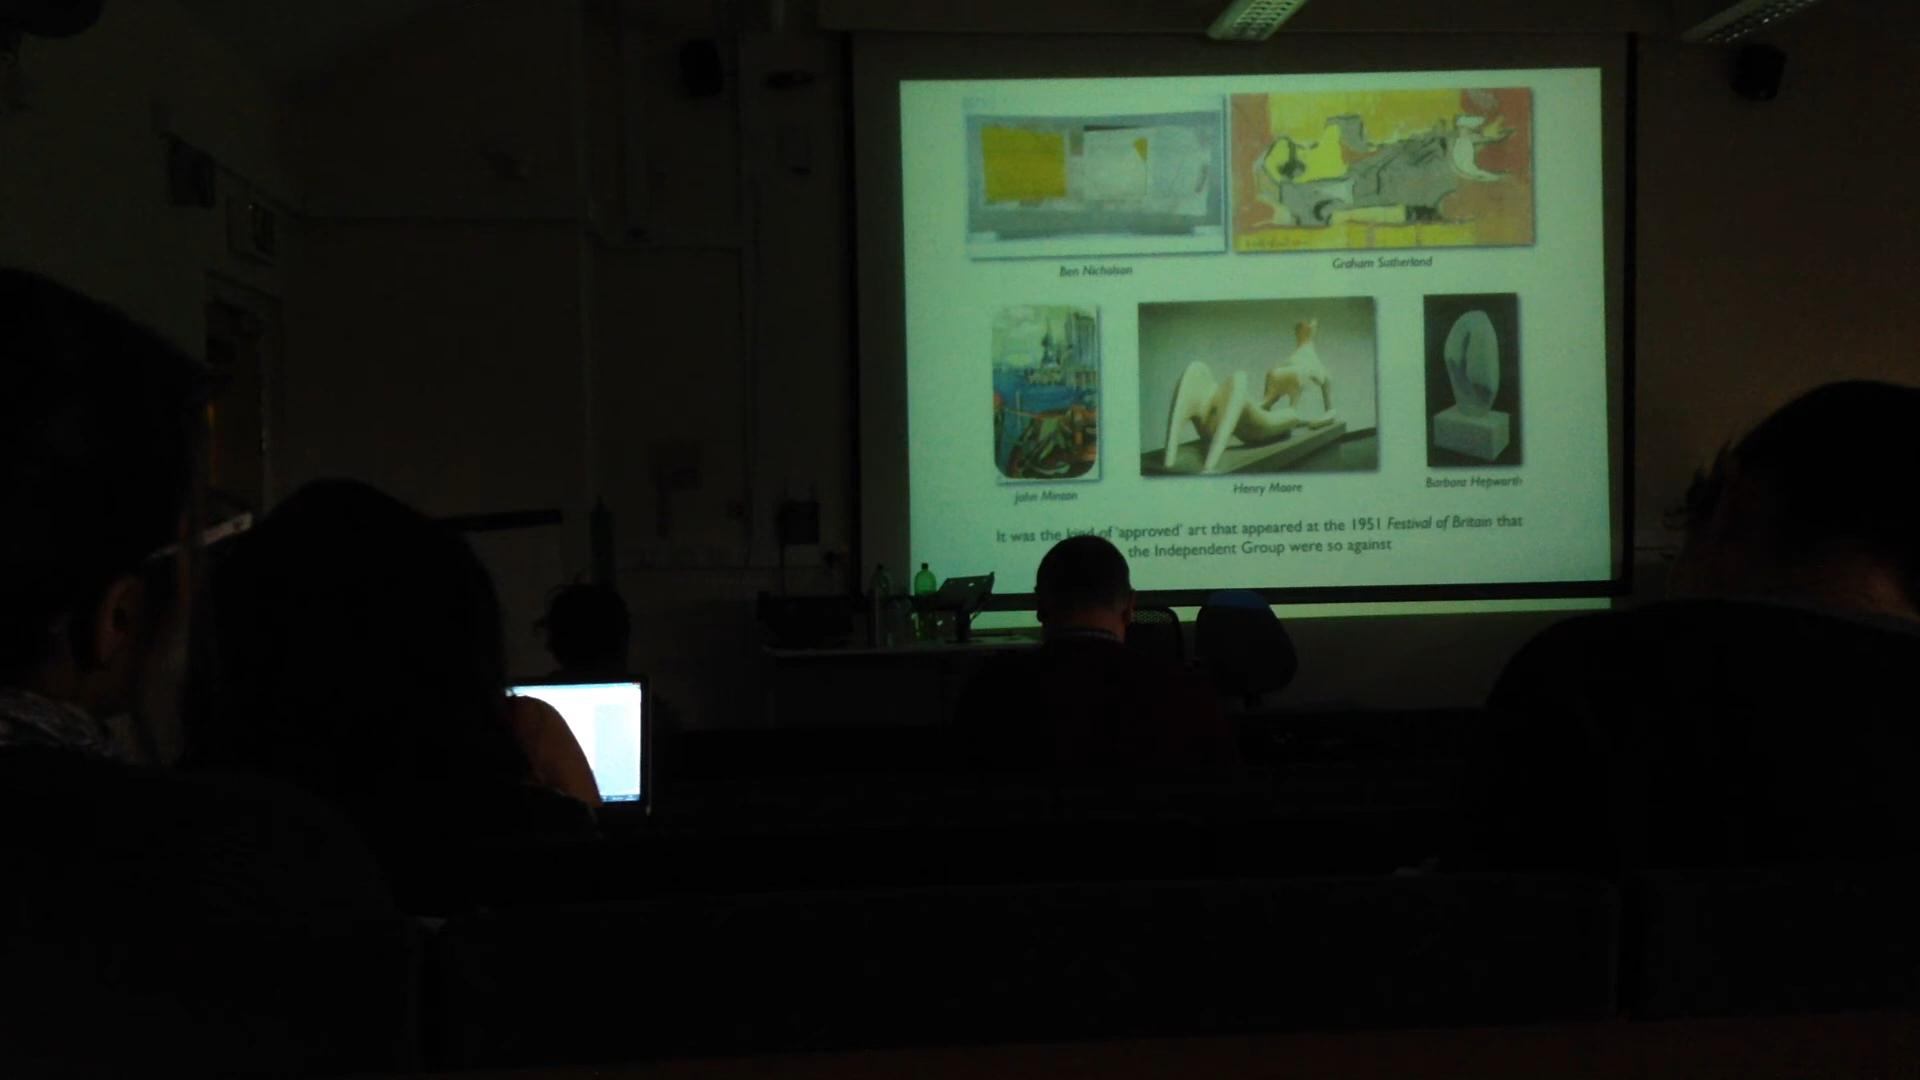 Ben Nicholson
Graham Sutherland
John Minton
Henry Moore
Barbara Hepworth
It was the kind of 'approved' art that appeared at the 1951 Festival of Britain that
the Independent Group were so against